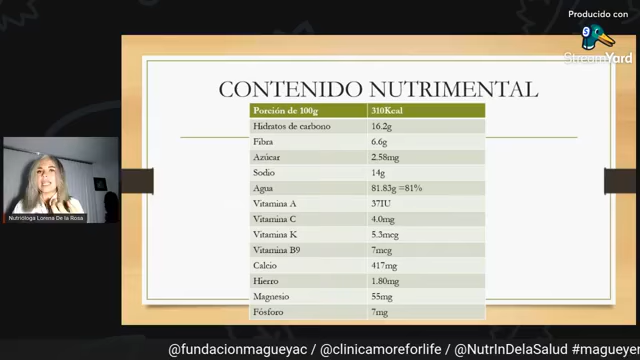 Producido con
StreamYard
CONTENIDO NUTRIMENTAL
Porción de 100g 310Kcal
Hidratos de carbono 16.2g
Fibra 6.6g
Azúcar 2.58mg
Sodio 14g
Agua 81.83g =81%
Vitamina A 37IU
Vitamina C 4.0mg
Vitamina K 5.3mcg
Vitamina B9 7mcg
Calcio 417mg
Hierro 1.80mg
Magnesio 55mg
Fósforo 7mg
Nutrióloga Lorena De la Rosa
@fundacionmagueyac / @clinicamoreforlife / @NutrInDelaSalud #magueyer